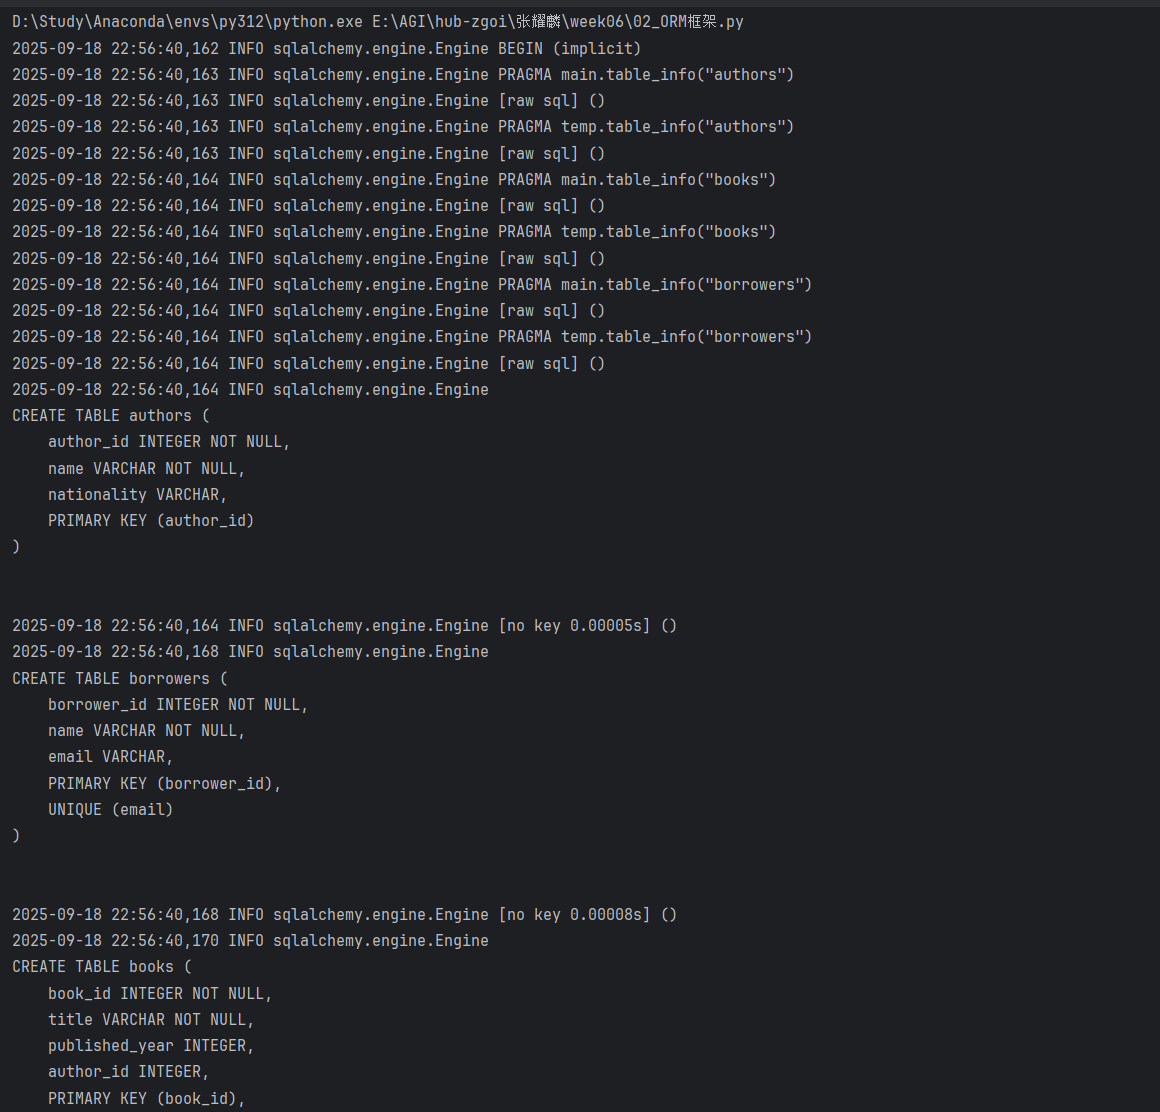 D:\Study\Anaconda\envs\py312\python.exe E:\AGI\hub-zgoi\张耀麟\week06\02_ORM框架.py
2025-09-18 22:56:40,162 INFO sqlalchemy.engine.Engine BEGIN (implicit)
2025-09-18 22:56:40,163 INFO sqlalchemy.engine.Engine PRAGMA main.table_info("authors")
2025-09-18 22:56:40,163 INFO sqlalchemy.engine.Engine [raw sql] ()
2025-09-18 22:56:40,163 INFO sqlalchemy.engine.Engine PRAGMA temp.table_info("authors")
2025-09-18 22:56:40,163 INFO sqlalchemy.engine.Engine [raw sql] ()
2025-09-18 22:56:40,164 INFO sqlalchemy.engine.Engine PRAGMA main.table_info("books")
2025-09-18 22:56:40,164 INFO sqlalchemy.engine.Engine [raw sql] ()
2025-09-18 22:56:40,164 INFO sqlalchemy.engine.Engine PRAGMA temp.table_info("books")
2025-09-18 22:56:40,164 INFO sqlalchemy.engine.Engine [raw sql] ()
2025-09-18 22:56:40,164 INFO sqlalchemy.engine.Engine PRAGMA main.table_info("borrowers")
2025-09-18 22:56:40,164 INFO sqlalchemy.engine.Engine [raw sql] ()
2025-09-18 22:56:40,164 INFO sqlalchemy.engine.Engine PRAGMA temp.table_info("borrowers")
2025-09-18 22:56:40,164 INFO sqlalchemy.engine.Engine [raw sql] ()
2025-09-18 22:56:40,164 INFO sqlalchemy.engine.Engine
CREATE TABLE authors (
    author_id INTEGER NOT NULL,
    name VARCHAR NOT NULL,
    nationality VARCHAR,
    PRIMARY KEY (author_id)
)
2025-09-18 22:56:40,164 INFO sqlalchemy.engine.Engine [no key 0.00005s] ()
2025-09-18 22:56:40,168 INFO sqlalchemy.engine.Engine
CREATE TABLE borrowers (
    borrower_id INTEGER NOT NULL,
    name VARCHAR NOT NULL,
    email VARCHAR,
    PRIMARY KEY (borrower_id),
    UNIQUE (email)
)
2025-09-18 22:56:40,168 INFO sqlalchemy.engine.Engine [no key 0.00008s] ()
2025-09-18 22:56:40,170 INFO sqlalchemy.engine.Engine
CREATE TABLE books (
    book_id INTEGER NOT NULL,
    title VARCHAR NOT NULL,
    published_year INTEGER,
    author_id INTEGER,
    PRIMARY KEY (book_id),